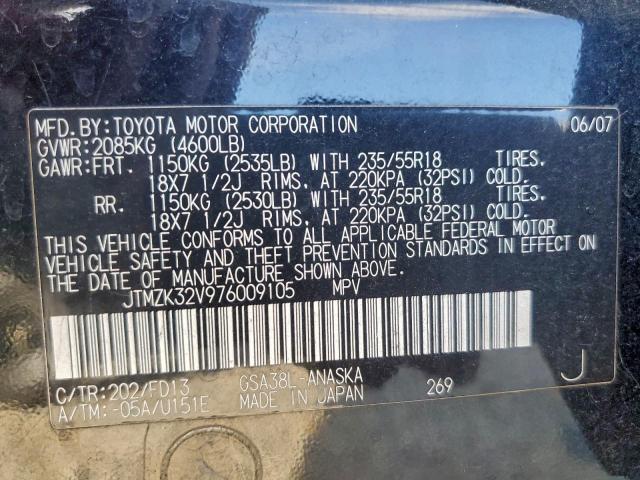 MFD.BY:TOYOTA MOTOR CORPORATION 06/07
GVWR:2085KG (4600LB)
GAWR:FRT. 1150KG (2535LB) WITH 235/55R18 TIRES.
18X7 1/2J RIMS, AT 220KPA (32PSI) COLD.
RR. 1150KG (2530LB) WITH 235/55R18 TIRES.
18X7 1/2J RIMS, AT 220KPA (32PSI) COLD.
THIS VEHICLE CONFORMS TO ALL APPLICABLE FEDERAL MOTOR
VEHICLE SAFETY AND THEFT PREVENTION STANDARDS IN EFFECT ON
THE DATE OF MANUFACTURE SHOWN ABOVE.
JTMZK32V976009105 MPV
C/TR:202/FD13 GSA38L-ANASKA J
A/TM:-05A/U151E MADE IN JAPAN 269